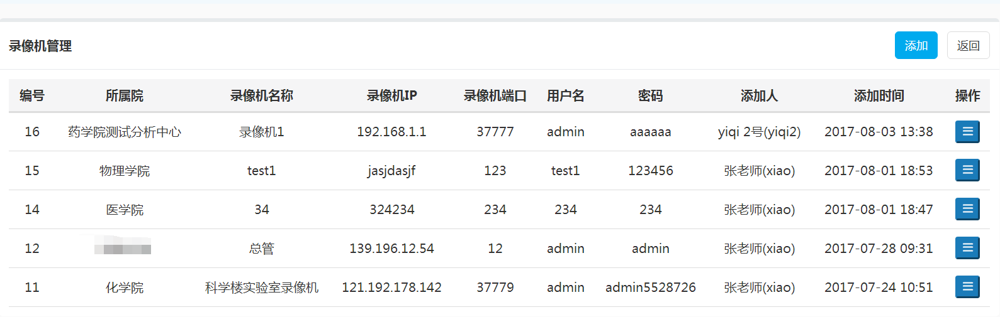 录像机管理 添加 返回
编号 所属院 录像机名称 录像机IP 录像机端口 用户名 密码 添加人 添加时间 操作
16 药学院测试分析中心 录像机1 192.168.1.1 37777 admin aaaaaa yiqi 2号(yiqi2) 2017-08-03 13:38
15 物理学院 test1 jasjdasjf 123 test1 123456 张老师(xiao) 2017-08-01 18:53
14 医学院 34 324234 234 234 234 张老师(xiao) 2017-08-01 18:47
12 总管 139.196.12.54 12 admin admin 张老师(xiao) 2017-07-28 09:31
11 化学院 科学楼实验室录像机 121.192.178.142 37779 admin admin5528726 张老师(xiao) 2017-07-24 10:51